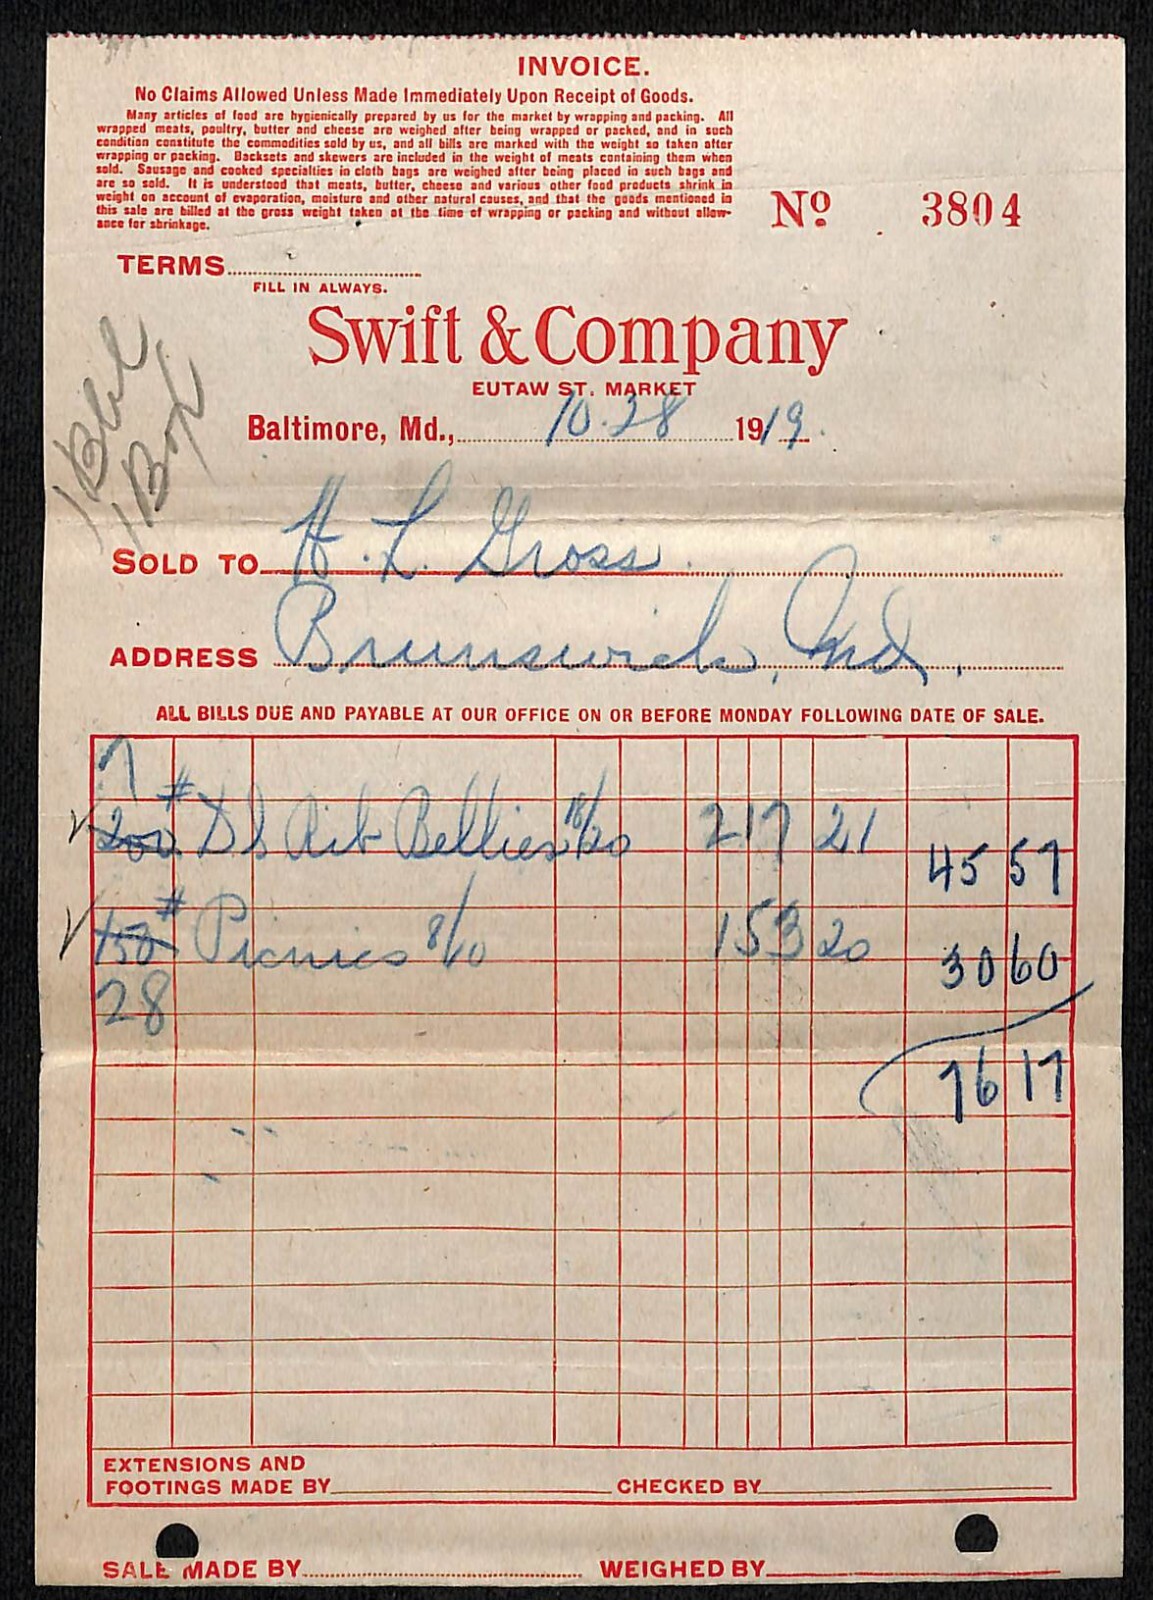 INVOICE.
No Claims Allowed Unless Made Immediately Upon Receipt of Goods.
Many articles of food are hygienically prepared by us for the market by wrapping and packing. All
wrapped meats, poultry, butter and cheese are weighed after being wrapped or packed, and in such
condition constitute the commodities sold by us, and all bills are marked with the weight so taken after
wrapping or packing. Backsets and skewers are included in the weight of meats containing them when
sold. Sausage and cooked specialties in cloth bags are weighed after being placed in such bags and
are so sold. It is understood that meats, butter, cheese and various other food products shrink in
weight on account of evaporation, moisture and other natural causes, and that the goods mentioned in
this sale are billed at the gross weight taken at the time of wrapping or packing and without allow-
ance for shrinkage.
No 3804
TERMS
FILL IN ALWAYS.
Swift & Company
EUTAW ST. MARKET
Baltimore, Md., 10.28 1919.
1 Bbl
1 Box
SOLD TO H. L. Gross
ADDRESS Brunswick, Md.
ALL BILLS DUE AND PAYABLE AT OUR OFFICE ON OR BEFORE MONDAY FOLLOWING DATE OF SALE.
7
200 # DS Rib Bellies 18/20 217 21 45 57
150 # Picnics 8/10 153 20 30 60
28
76 17
EXTENSIONS AND
FOOTINGS MADE BY CHECKED BY
SALE MADE BY WEIGHED BY